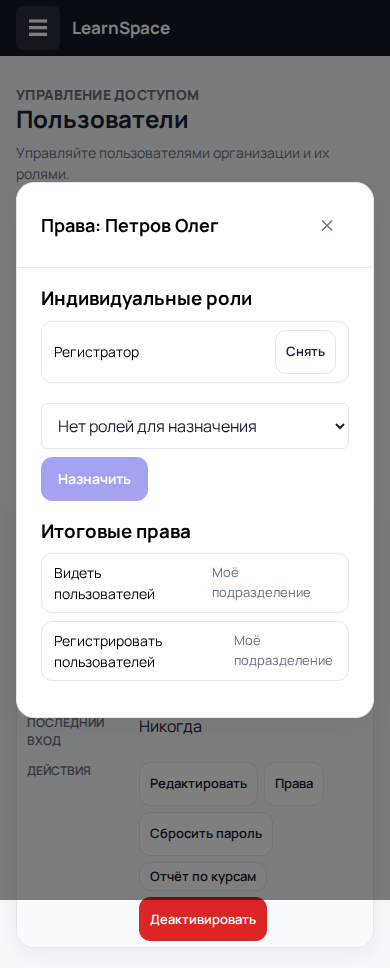 ☰ LearnSpace
УПРАВЛЕНИЕ ДОСТУПОМ
Пользователи
Управляйте пользователями организации и их
ролями.
Права: Петров Олег ×
Индивидуальные роли
Регистратор Снять
Нет ролей для назначения
Назначить
Итоговые права
Видеть
пользователей
Моё
подразделение
Регистрировать
пользователей
Моё
подразделение
ПОСЛЕДНИЙ
ВХОД
Никогда
ДЕЙСТВИЯ
Редактировать Права
Сбросить пароль
Отчёт по курсам
Деактивировать